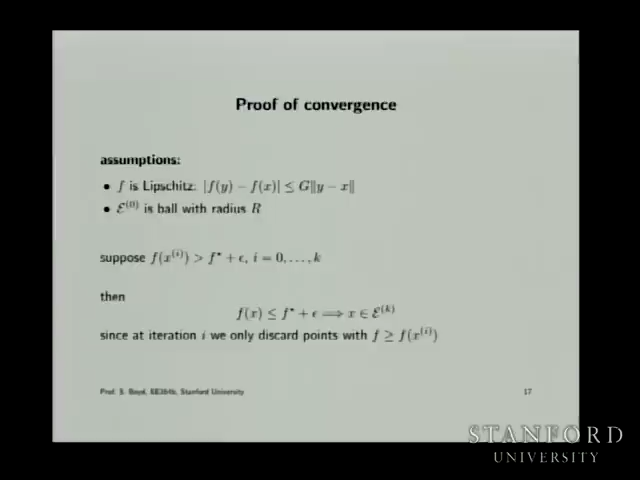 Proof of convergence
assumptions:
• f is Lipschitz: |f(y) − f(x)| ≤ G‖y − x‖
• ℰ⁽⁰⁾ is ball with radius R
suppose f(x⁽ⁱ⁾) > f⋆ + ϵ, i = 0, . . . , k
then
f(x) ≤ f⋆ + ϵ ⟹ x ∈ ℰ⁽ᵏ⁾
since at iteration i we only discard points with f ≥ f(x⁽ⁱ⁾)
Prof. S. Boyd, EE364b, Stanford University
17
STANFORD
UNIVERSITY